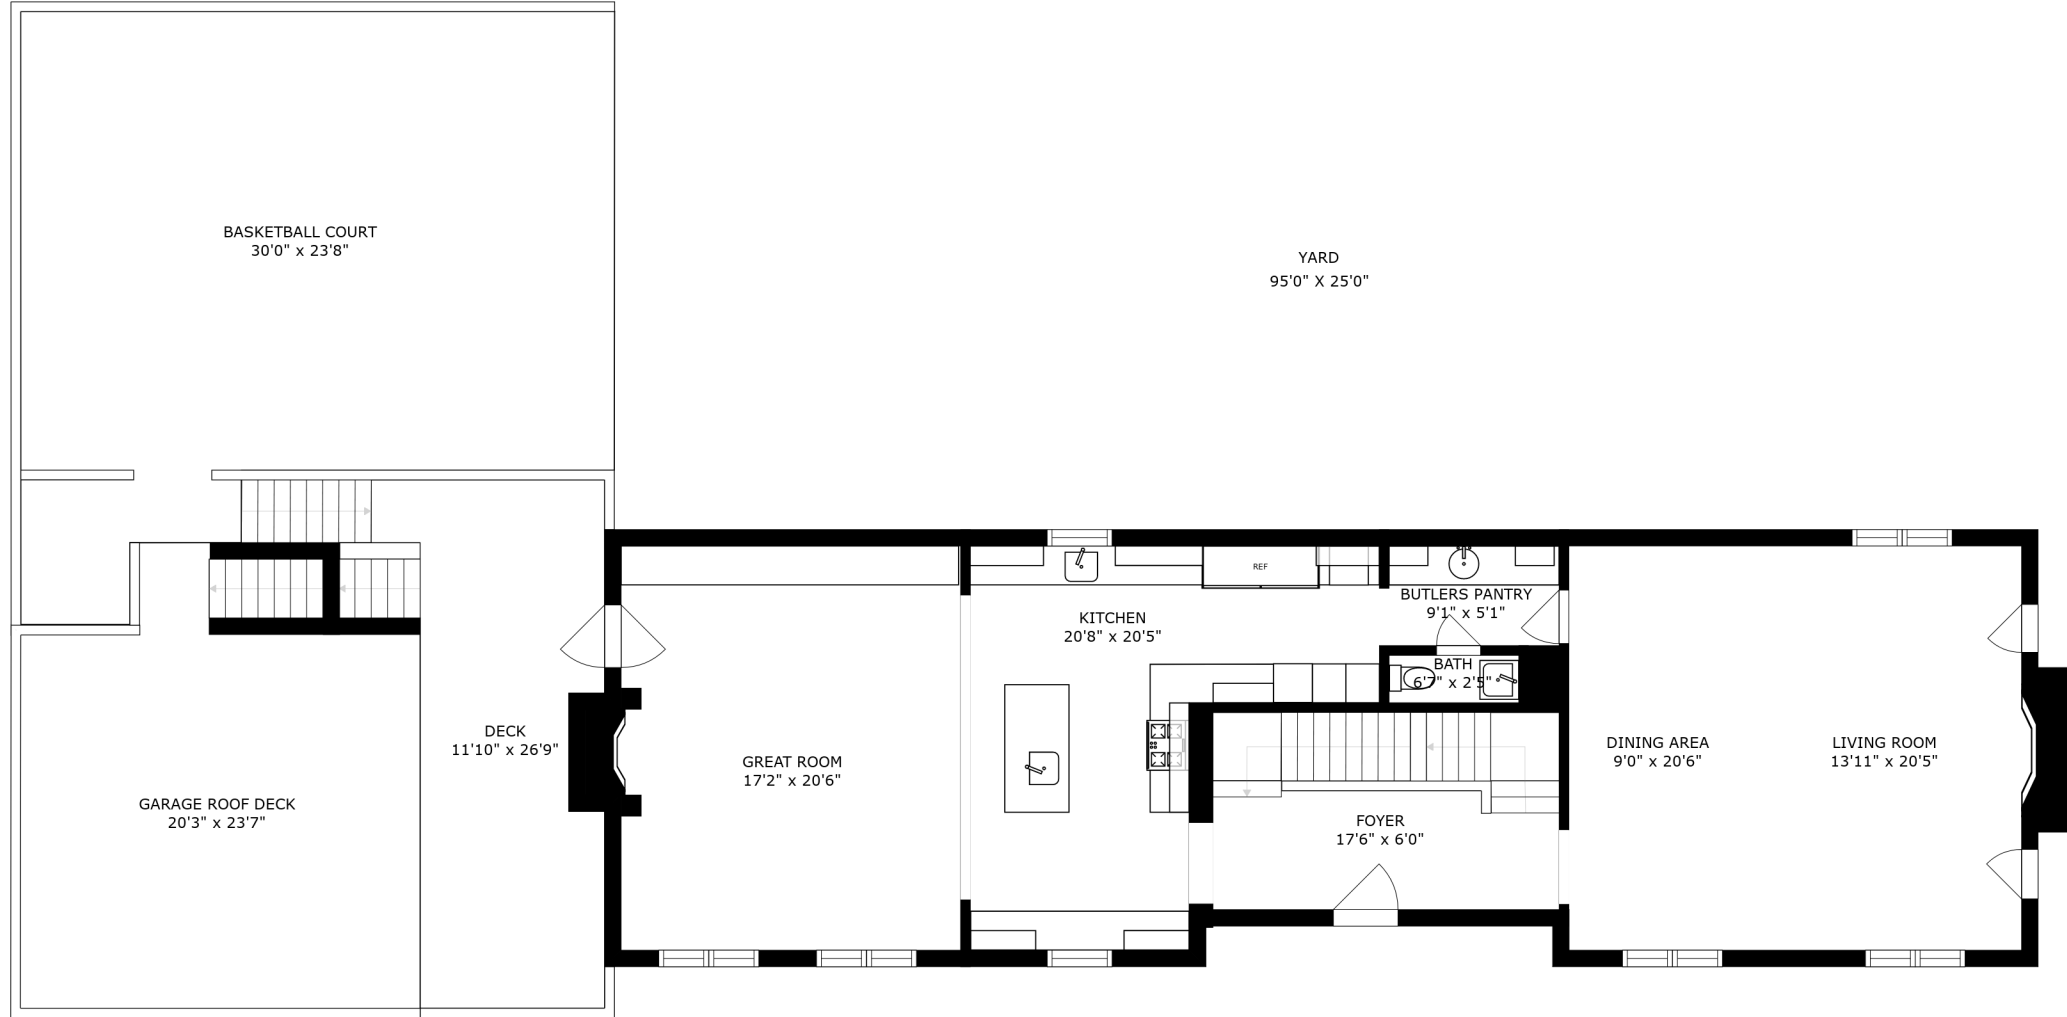 BASKETBALL COURT
30'0" x 23'8"
YARD
95'0" X 25'0"
REF
BUTLERS PANTRY
9'1" x 5'1"
KITCHEN
20'8" x 20'5"
BATH
6'7" x 2'5"
DECK
11'10" x 26'9"
GREAT ROOM
17'2" x 20'6"
DINING AREA
9'0" x 20'6"
LIVING ROOM
13'11" x 20'5"
GARAGE ROOF DECK
20'3" x 23'7"
FOYER
17'6" x 6'0"